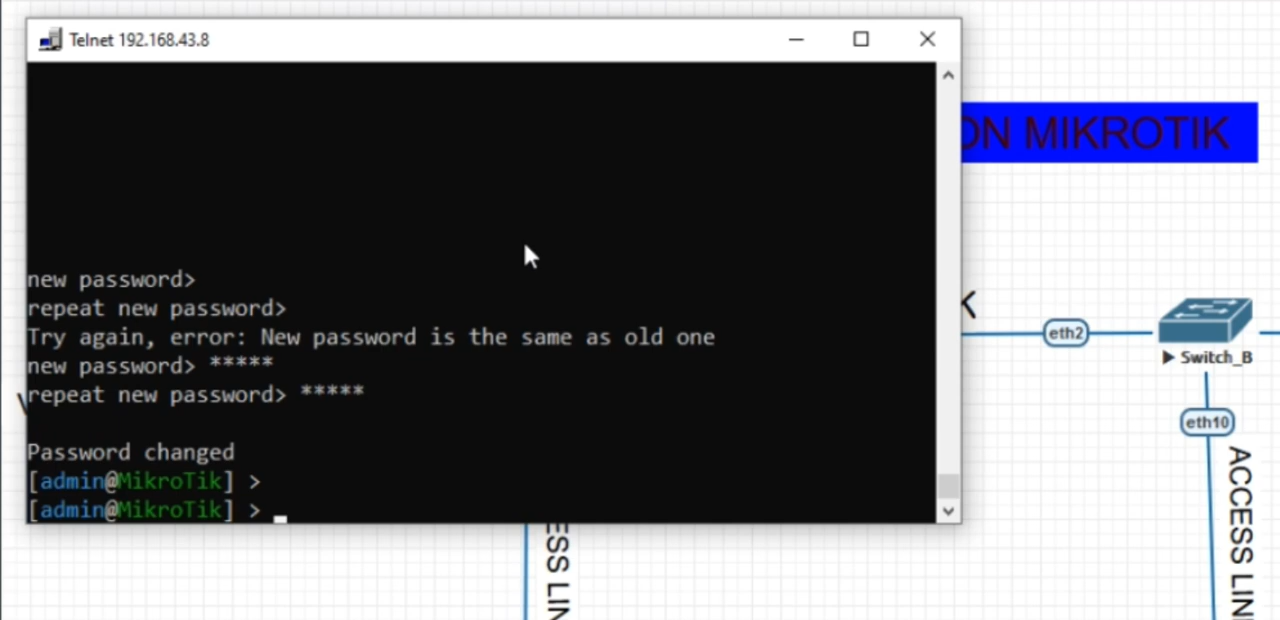 Telnet 192.168.43.8
ON MIKROTIK
new password>
repeat new password>
Try again, error: New password is the same as old one
new password> *****
repeat new password> *****
Password changed
[admin@MikroTik] >
[admin@MikroTik] >
eth2
Switch_B
eth10
ACCESS LIN
ESS LIN